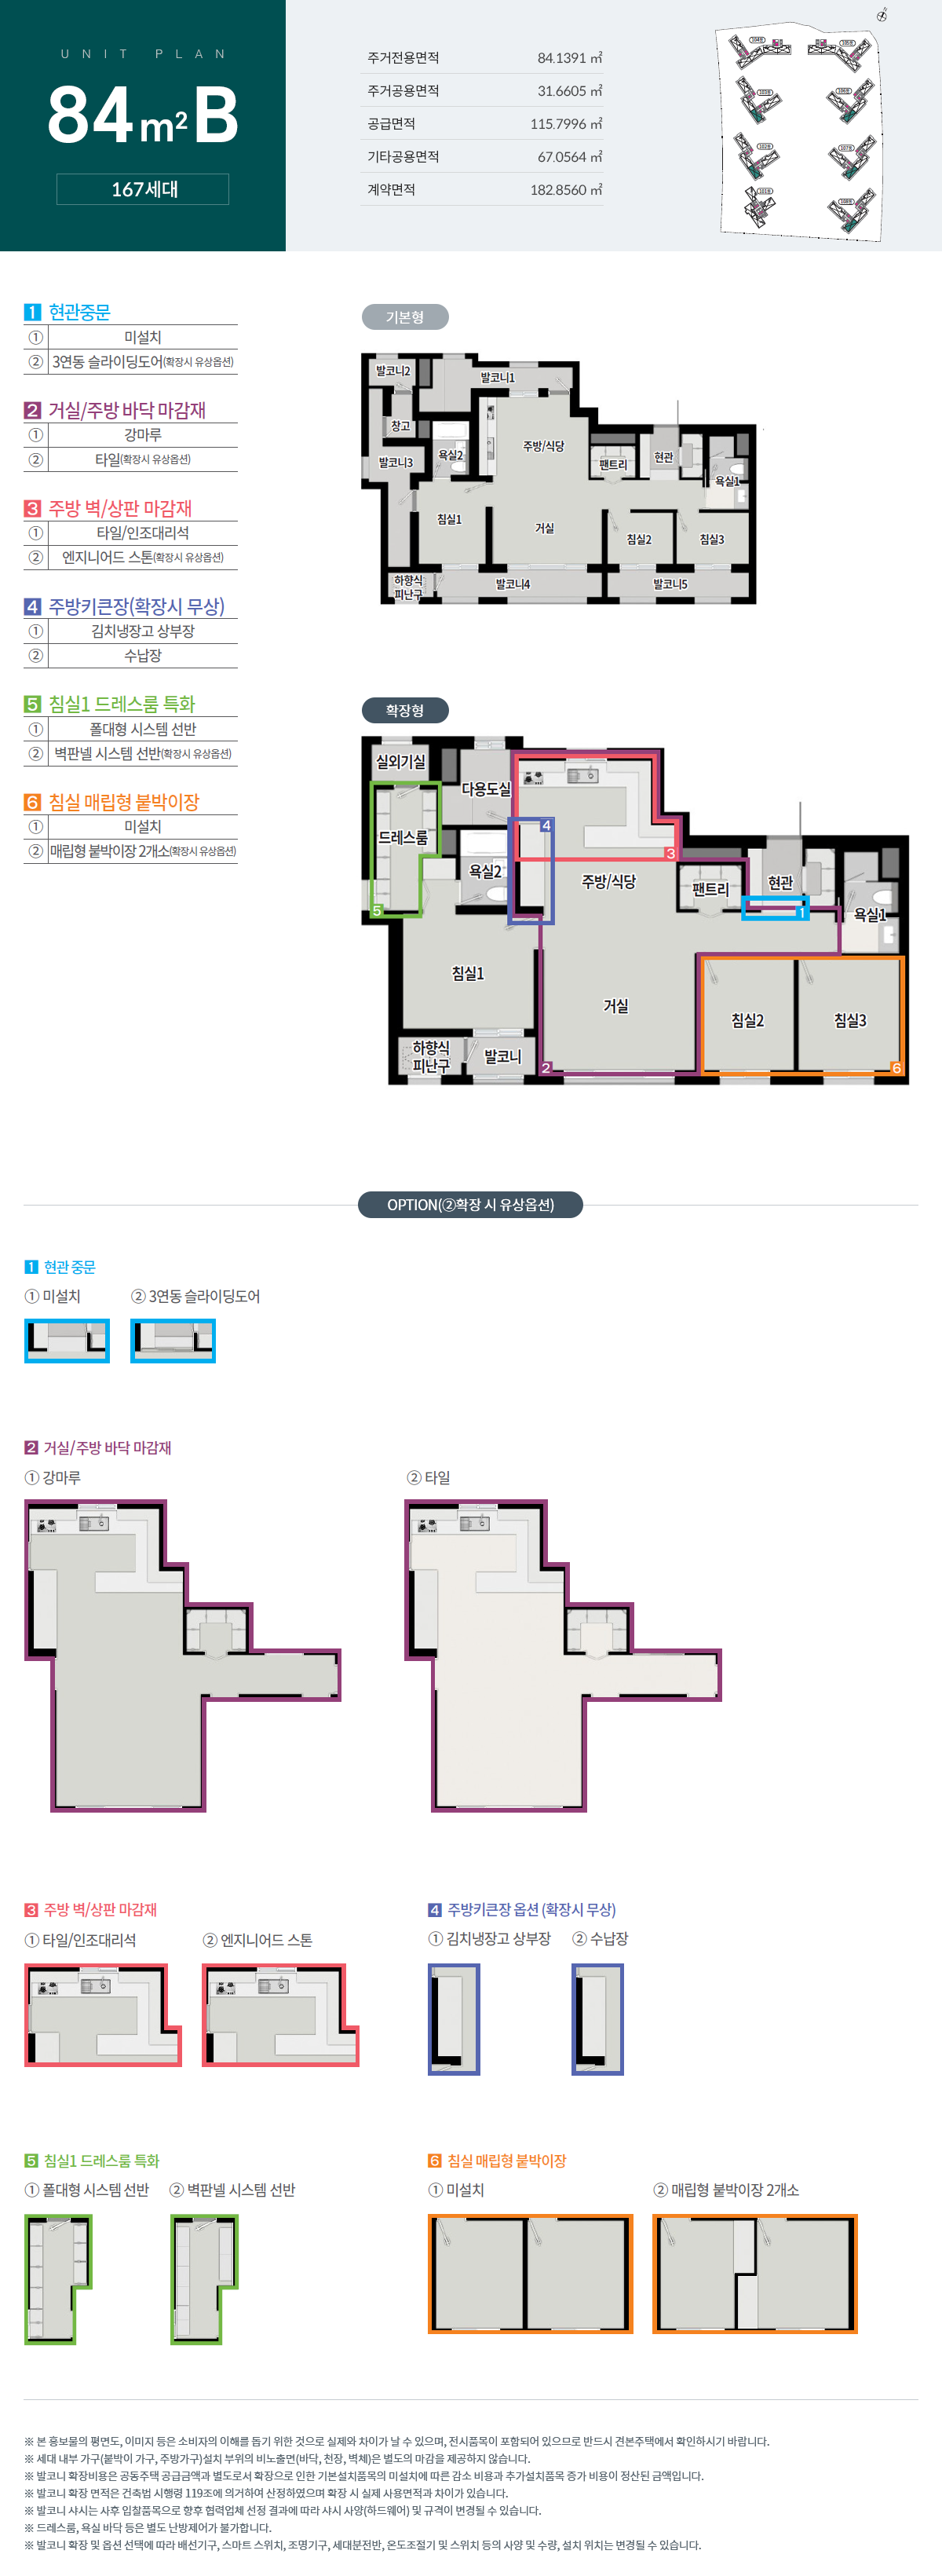 UNIT PLAN
84m²B
167세대
주거전용면적 84.1391 ㎡
주거공용면적 31.6605 ㎡
공급면적 115.7996 ㎡
기타공용면적 67.0564 ㎡
계약면적 182.8560 ㎡
104동
105동
103동
106동
102동
107동
101동
108동
1 현관중문
① 미설치
② 3연동 슬라이딩도어(확장시 유상옵션)
2 거실/주방 바닥 마감재
① 강마루
② 타일(확장시 유상옵션)
3 주방 벽/상판 마감재
① 타일/인조대리석
② 엔지니어드 스톤(확장시 유상옵션)
4 주방키큰장(확장시 무상)
① 김치냉장고 상부장
② 수납장
5 침실1 드레스룸 특화
① 폴대형 시스템 선반
② 벽판넬 시스템 선반(확장시 유상옵션)
6 침실 매립형 붙박이장
① 미설치
② 매립형 붙박이장 2개소(확장시 유상옵션)
기본형
발코니2
발코니1
창고
주방/식당
욕실2
발코니3
팬트리
현관
욕실1
침실1
거실
침실2
침실3
하향식
피난구
발코니4
발코니5
확장형
실외기실
다용도실
드레스룸
4
3
욕실2
주방/식당
팬트리
현관
5
1
욕실1
침실1
거실
침실2
침실3
하향식
피난구
발코니
2
6
OPTION(②확장 시 유상옵션)
1 현관 중문
① 미설치
② 3연동 슬라이딩도어
2 거실/주방 바닥 마감재
① 강마루
② 타일
3 주방 벽/상판 마감재
① 타일/인조대리석
② 엔지니어드 스톤
4 주방키큰장 옵션 (확장시 무상)
① 김치냉장고 상부장
② 수납장
5 침실1 드레스룸 특화
① 폴대형 시스템 선반
② 벽판넬 시스템 선반
6 침실 매립형 붙박이장
① 미설치
② 매립형 붙박이장 2개소
※ 본 홍보물의 평면도, 이미지 등은 소비자의 이해를 돕기 위한 것으로 실제와 차이가 날 수 있으며, 전시품목이 포함되어 있으므로 반드시 견본주택에서 확인하시기 바랍니다.
※ 세대 내부 가구(붙박이 가구, 주방가구)설치 부위의 비노출면(바닥, 천장, 벽체)은 별도의 마감을 제공하지 않습니다.
※ 발코니 확장비용은 공동주택 공급금액과 별도로서 확장으로 인한 기본설치품목의 미설치에 따른 감소 비용과 추가설치품목 증가 비용이 정산된 금액입니다.
※ 발코니 확장 면적은 건축법 시행령 119조에 의거하여 산정하였으며 확장 시 실제 사용면적과 차이가 있습니다.
※ 발코니 샤시는 사후 입찰품목으로 향후 협력업체 선정 결과에 따라 샤시 사양(하드웨어) 및 규격이 변경될 수 있습니다.
※ 드레스룸, 욕실 바닥 등은 별도 난방제어가 불가합니다.
※ 발코니 확장 및 옵션 선택에 따라 배선기구, 스마트 스위치, 조명기구, 세대분전반, 온도조절기 및 스위치 등의 사양 및 수량, 설치 위치는 변경될 수 있습니다.